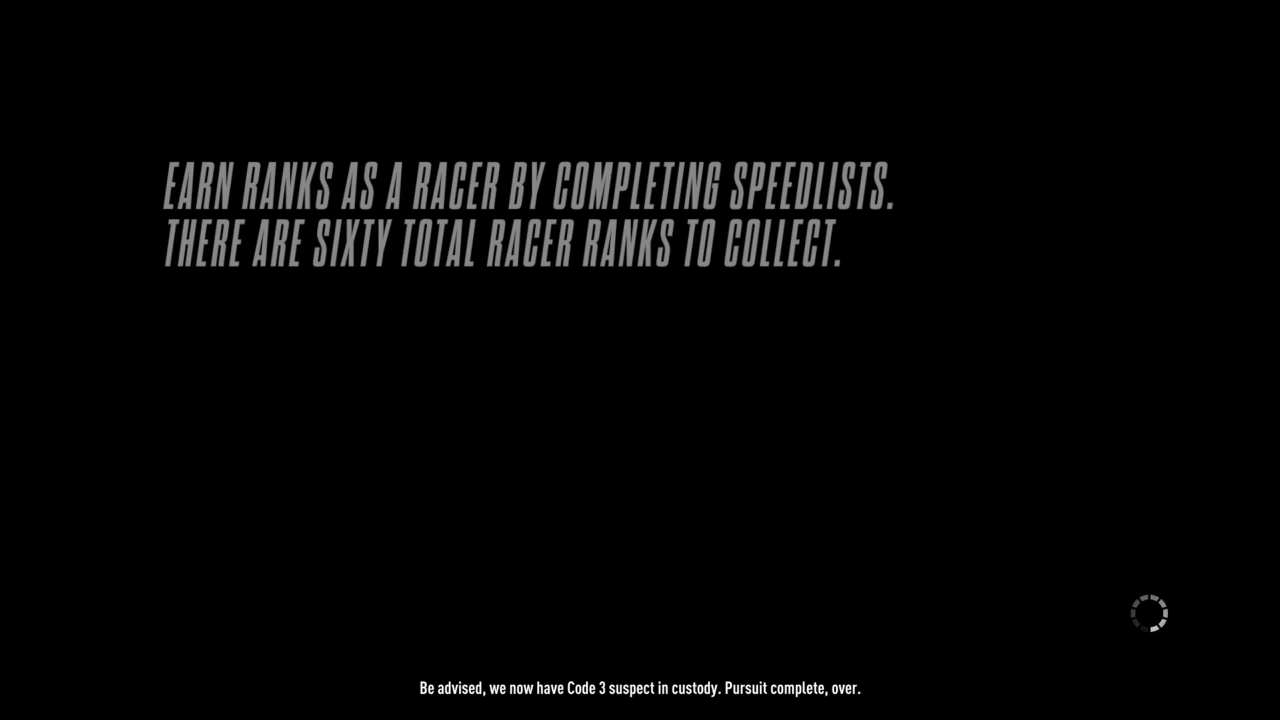 EARN RANKS AS A RACER BY COMPLETING SPEEDLISTS.
THERE ARE SIXTY TOTAL RACER RANKS TO COLLECT.
Be advised, we now have Code 3 suspect in custody. Pursuit complete, over.